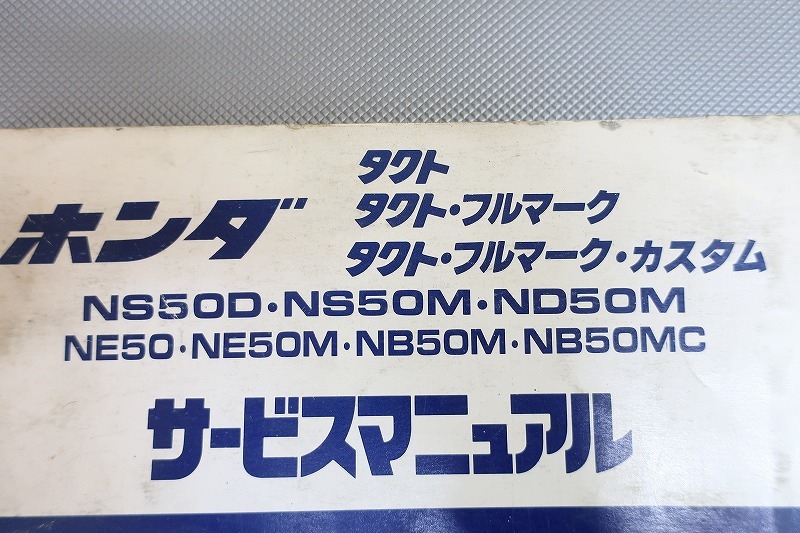 ホンダ
タクト
タクト・フルマーク
タクト・フルマーク・カスタム
NS50D・NS50M・ND50M
NE50・NE50M・NB50M・NB50MC
サービスマニュアル